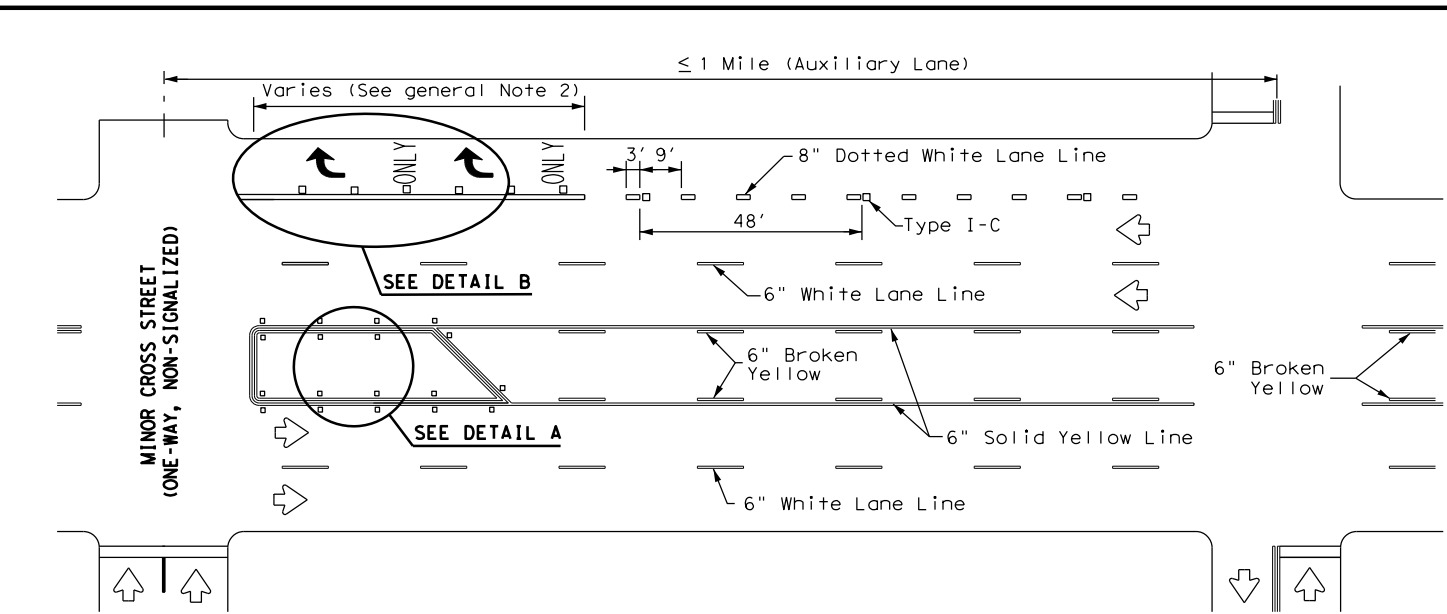 ≤ 1 Mile (Auxiliary Lane)
Varies (See general Note 2)
ONLY
ONLY
3' 9'
8" Dotted White Lane Line
48'
Type I-C
SEE DETAIL B
6" White Lane Line
MINOR CROSS STREET
(ONE-WAY, NON-SIGNALIZED)
6" Broken
Yellow
6" Broken
Yellow
SEE DETAIL A
6" Solid Yellow Line
6" White Lane Line